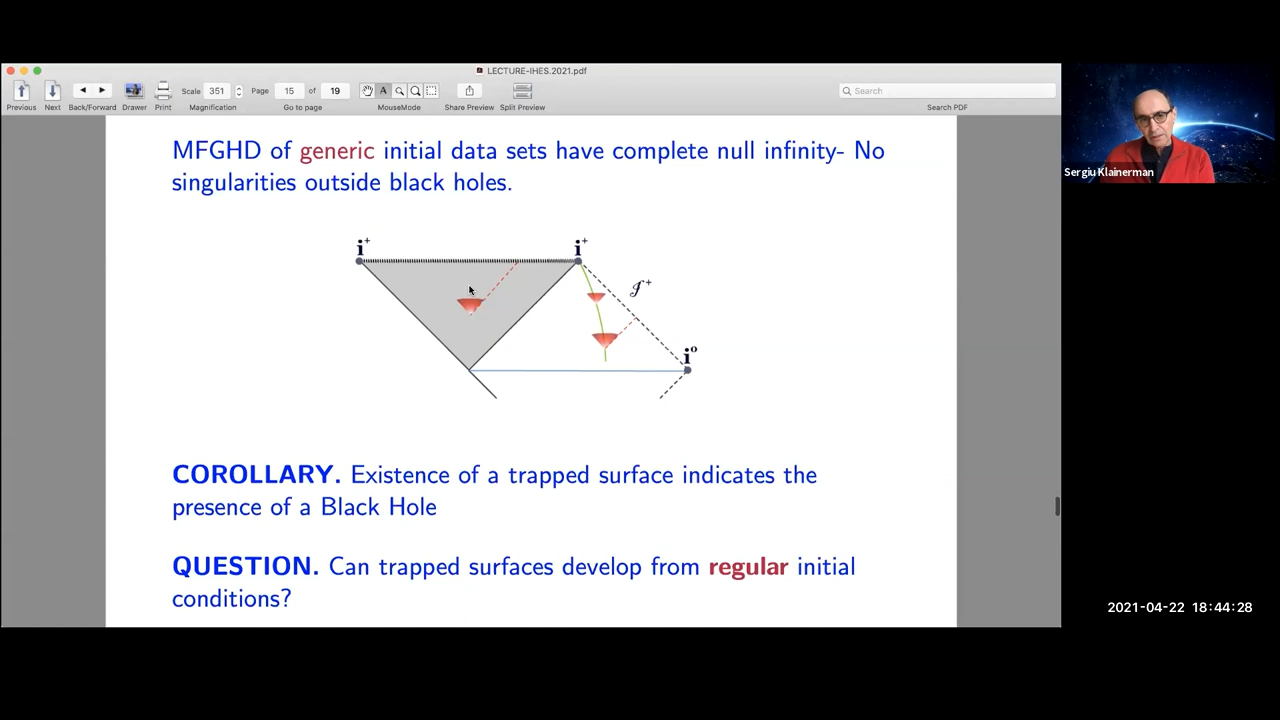 LECTURE-IHES.2021.pdf
Previous Next Back/Forward Drawer Print Scale 351 Magnification Page 15 of 19 Go to page A MouseMode Share Preview Split Preview Search Search PDF
MFGHD of generic initial data sets have complete null infinity- No
singularities outside black holes.
i+ i+
𝓘+
i0
COROLLARY. Existence of a trapped surface indicates the
presence of a Black Hole
QUESTION. Can trapped surfaces develop from regular initial
conditions?
Sergiu Klainerman
2021-04-22 18:44:28